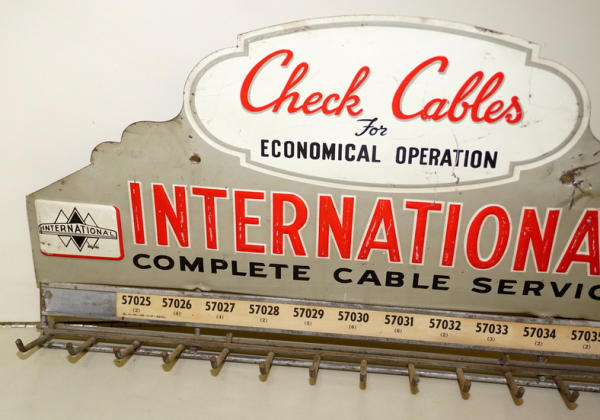 Check Cables
For
ECONOMICAL OPERATION
INTERNATIONAL
INTERNATIONA
COMPLETE CABLE SERVIC
57025 57026 57027 57028 57029 57030 57031 57032 57033 57034 57035